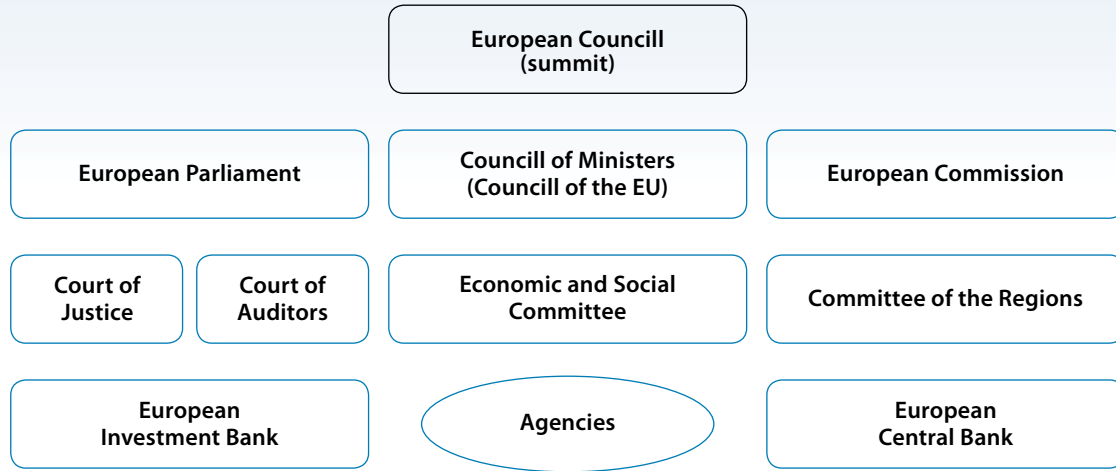 European Councill
(summit)
European Parliament
Councill of Ministers
(Councill of the EU)
European Commission
Court of
Justice
Court of
Auditors
Economic and Social
Committee
Committee of the Regions
European
Investment Bank
Agencies
European
Central Bank